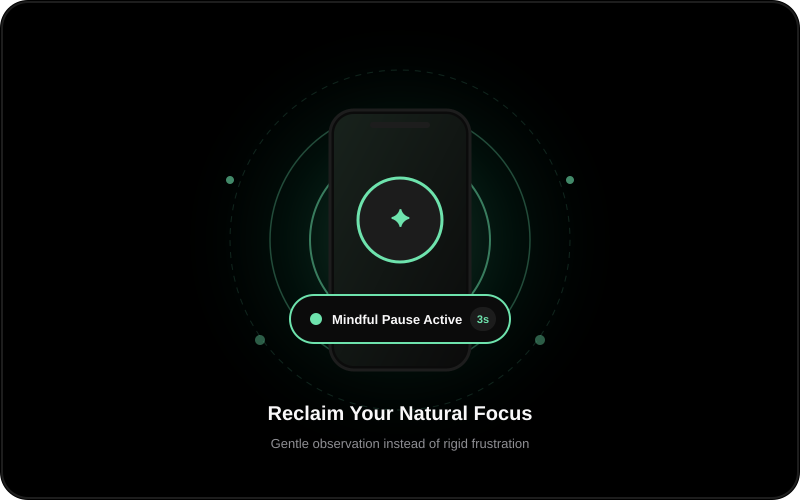 Mindful Pause Active 3s
Reclaim Your Natural Focus
Gentle observation instead of rigid frustration